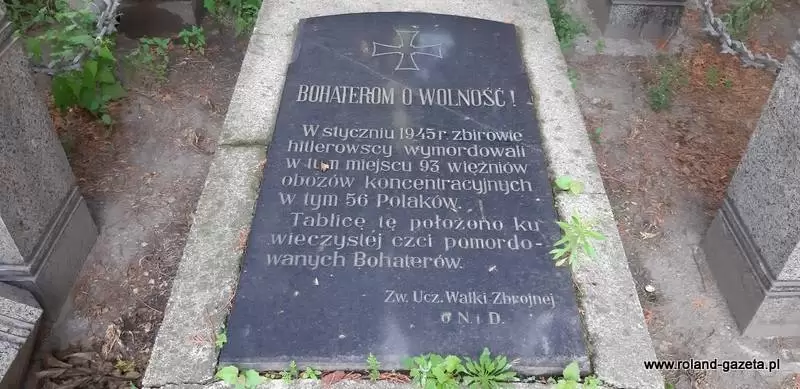 BOHATEROM O WOLNOŚĆ!
W styczniu 1945r. zbirowie
hitlerowscy wymordowali
w tym miejscu 93 więźniów
obozów koncentracyjnych
w tym 56 Polaków.
Tablicę tę położono ku
wieczystej czci pomordo-
wanych Bohaterów.
Zw. Ucz. Walki Zbrojnej
o N i D.
www.roland-gazeta.pl